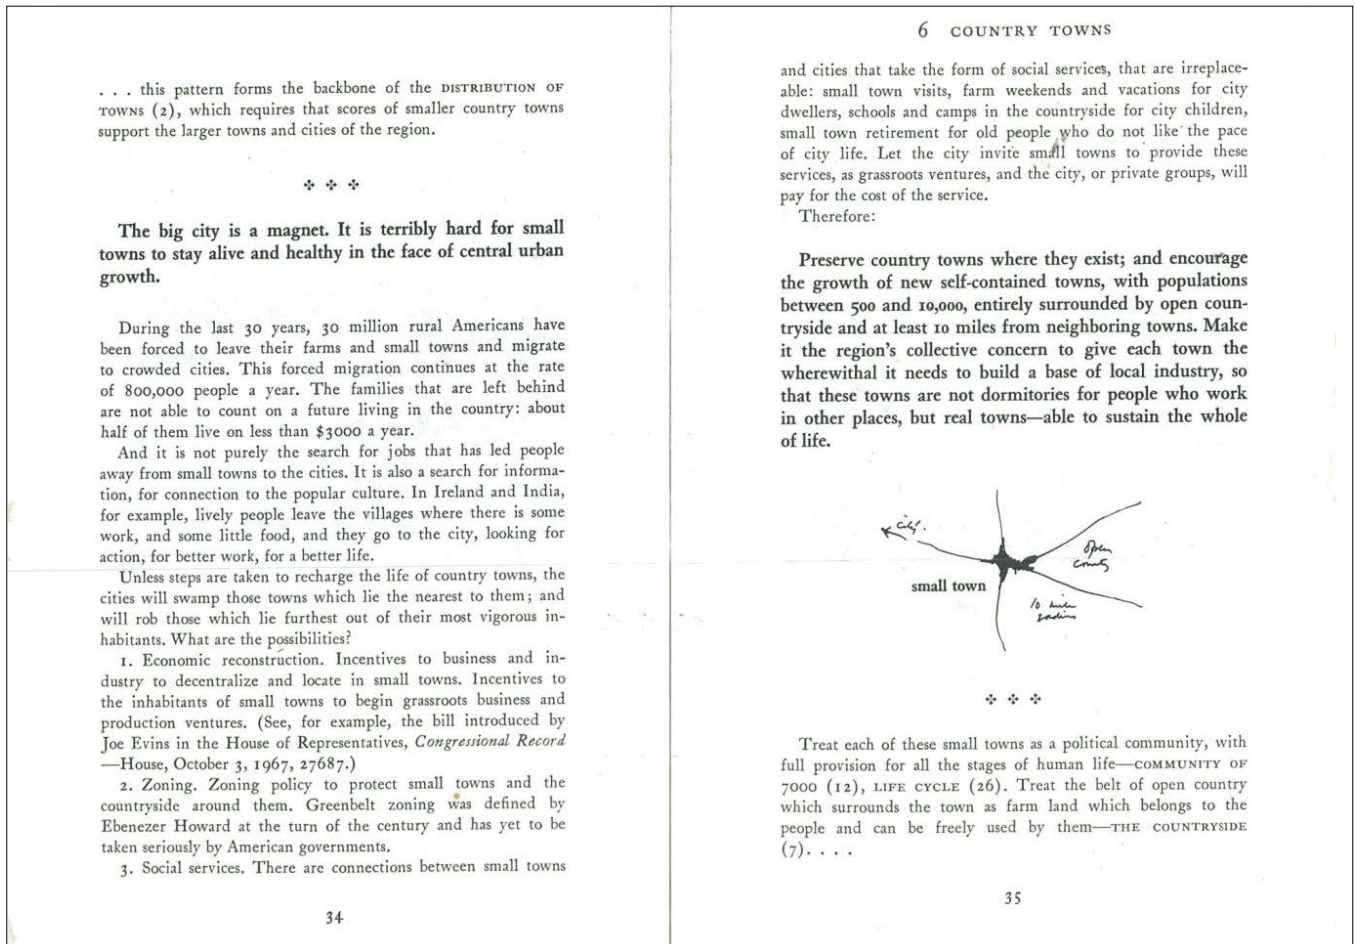 . . . this pattern forms the backbone of the DISTRIBUTION OF
TOWNS (2), which requires that scores of smaller country towns
support the larger towns and cities of the region.
The big city is a magnet. It is terribly hard for small
towns to stay alive and healthy in the face of central urban
growth.
During the last 30 years, 30 million rural Americans have
been forced to leave their farms and small towns and migrate
to crowded cities. This forced migration continues at the rate
of 800,000 people a year. The families that are left behind
are not able to count on a future living in the country: about
half of them live on less than $3000 a year.
And it is not purely the search for jobs that has led people
away from small towns to the cities. It is also a search for informa-
tion, for connection to the popular culture. In Ireland and India,
for example, lively people leave the villages where there is some
work, and some little food, and they go to the city, looking for
action, for better work, for a better life.
Unless steps are taken to recharge the life of country towns, the
cities will swamp those towns which lie the nearest to them; and
will rob those which lie furthest out of their most vigorous in-
habitants. What are the possibilities?
1. Economic reconstruction. Incentives to business and in-
dustry to decentralize and locate in small towns. Incentives to
the inhabitants of small towns to begin grassroots business and
production ventures. (See, for example, the bill introduced by
Joe Evins in the House of Representatives, Congressional Record
—House, October 3, 1967, 27687.)
2. Zoning. Zoning policy to protect small towns and the
countryside around them. Greenbelt zoning was defined by
Ebenezer Howard at the turn of the century and has yet to be
taken seriously by American governments.
3. Social services. There are connections between small towns
34
6 COUNTRY TOWNS
and cities that take the form of social services, that are irreplace-
able: small town visits, farm weekends and vacations for city
dwellers, schools and camps in the countryside for city children,
small town retirement for old people who do not like the pace
of city life. Let the city invite small towns to provide these
services, as grassroots ventures, and the city, or private groups, will
pay for the cost of the service.
Therefore:
Preserve country towns where they exist; and encourage
the growth of new self-contained towns, with populations
between 500 and 10,000, entirely surrounded by open coun-
tryside and at least 10 miles from neighboring towns. Make
it the region's collective concern to give each town the
wherewithal it needs to build a base of local industry, so
that these towns are not dormitories for people who work
in other places, but real towns—able to sustain the whole
of life.
city.
open
country
small town
10 mile
radius
Treat each of these small towns as a political community, with
full provision for all the stages of human life—COMMUNITY OF
7000 (12), LIFE CYCLE (26). Treat the belt of open country
which surrounds the town as farm land which belongs to the
people and can be freely used by them—THE COUNTRYSIDE
(7). . . .
35